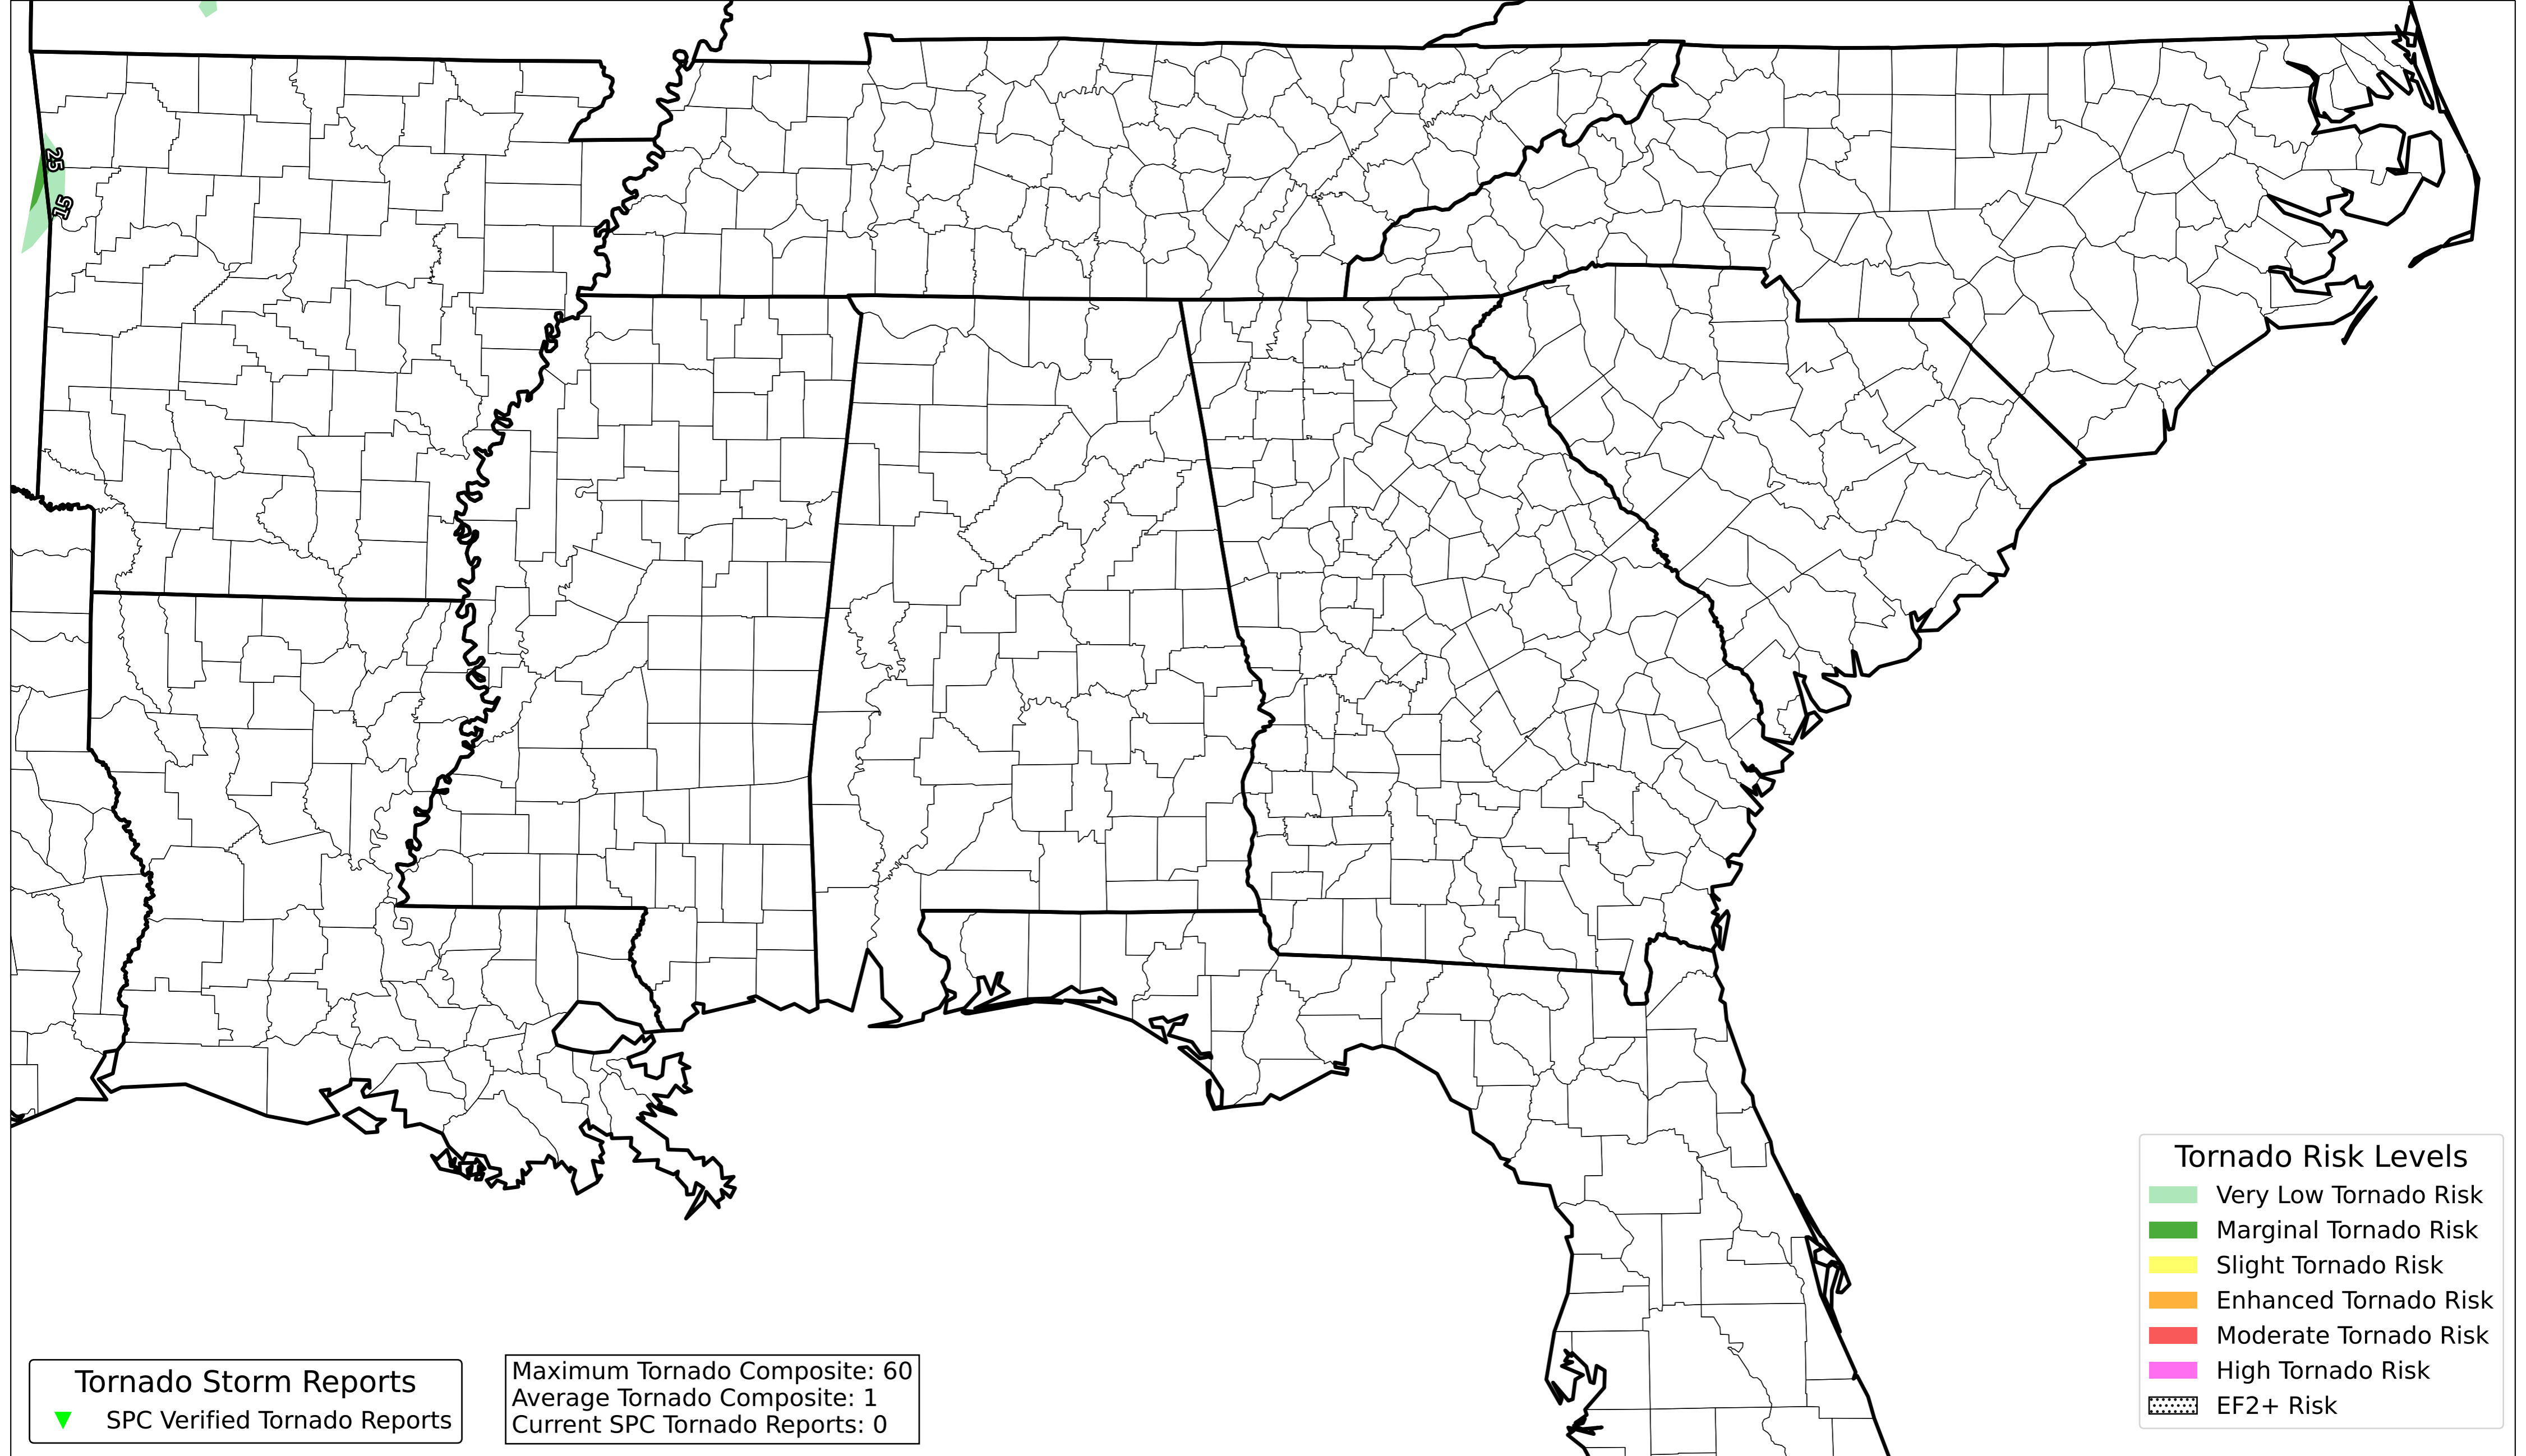 25
15
Tornado Risk Levels
Very Low Tornado Risk
Marginal Tornado Risk
Slight Tornado Risk
Enhanced Tornado Risk
Moderate Tornado Risk
High Tornado Risk
EF2+ Risk
Tornado Storm Reports
SPC Verified Tornado Reports
Maximum Tornado Composite: 60
Average Tornado Composite: 1
Current SPC Tornado Reports: 0